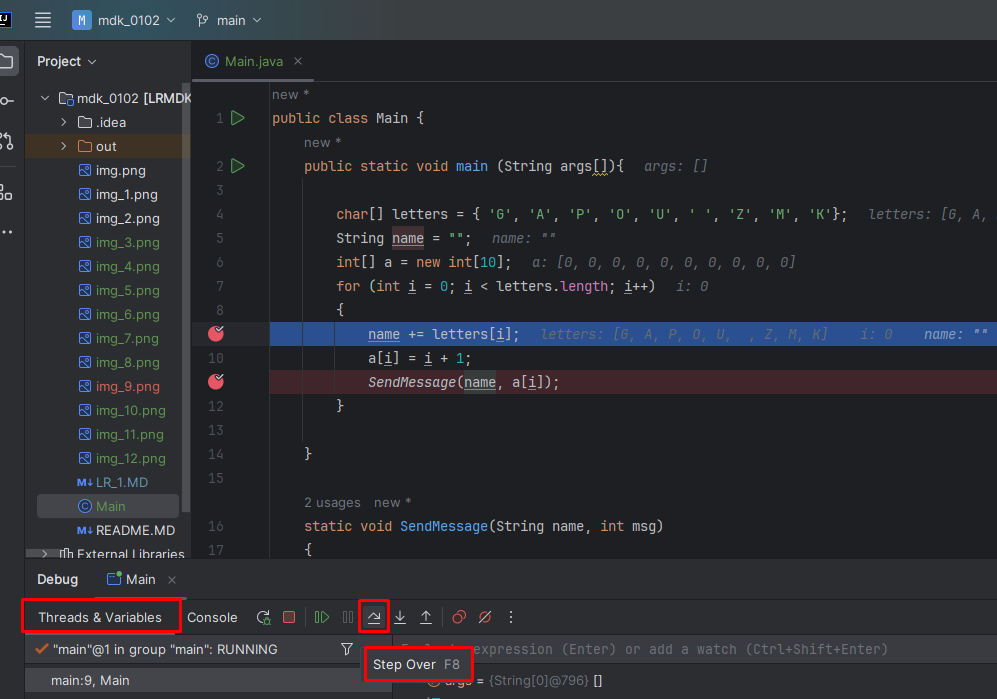 M mdk_0102 main
Project
Main.java
mdk_0102 [LRMDK
.idea
out
img.png
img_1.png
img_2.png
img_3.png
img_4.png
img_5.png
img_6.png
img_7.png
img_8.png
img_9.png
img_10.png
img_11.png
img_12.png
M↓ LR_1.MD
Main
M↓ README.MD
External Libraries
new *
1 public class Main {
new *
2 public static void main (String args[]){ args: []
3
4 char[] letters = { 'G', 'A', 'P', 'O', 'U', ' ', 'Z', 'M', 'K'}; letters: [G, A,
5 String name = ""; name: ""
6 int[] a = new int[10]; a: [0, 0, 0, 0, 0, 0, 0, 0, 0, 0]
7 for (int i = 0; i < letters.length; i++) i: 0
8 {
name += letters[i]; letters: [G, A, P, O, U,  , Z, M, K] i: 0 name: ""
10 a[i] = i + 1;
SendMessage(name, a[i]);
12 }
13
14 }
15
2 usages new *
16 static void SendMessage(String name, int msg)
17 {
Debug Main
Threads & Variables Console
"main"@1 in group "main": RUNNING
expression (Enter) or add a watch (Ctrl+Shift+Enter)
Step Over F8
main:9, Main
args = {String[0]@796} []